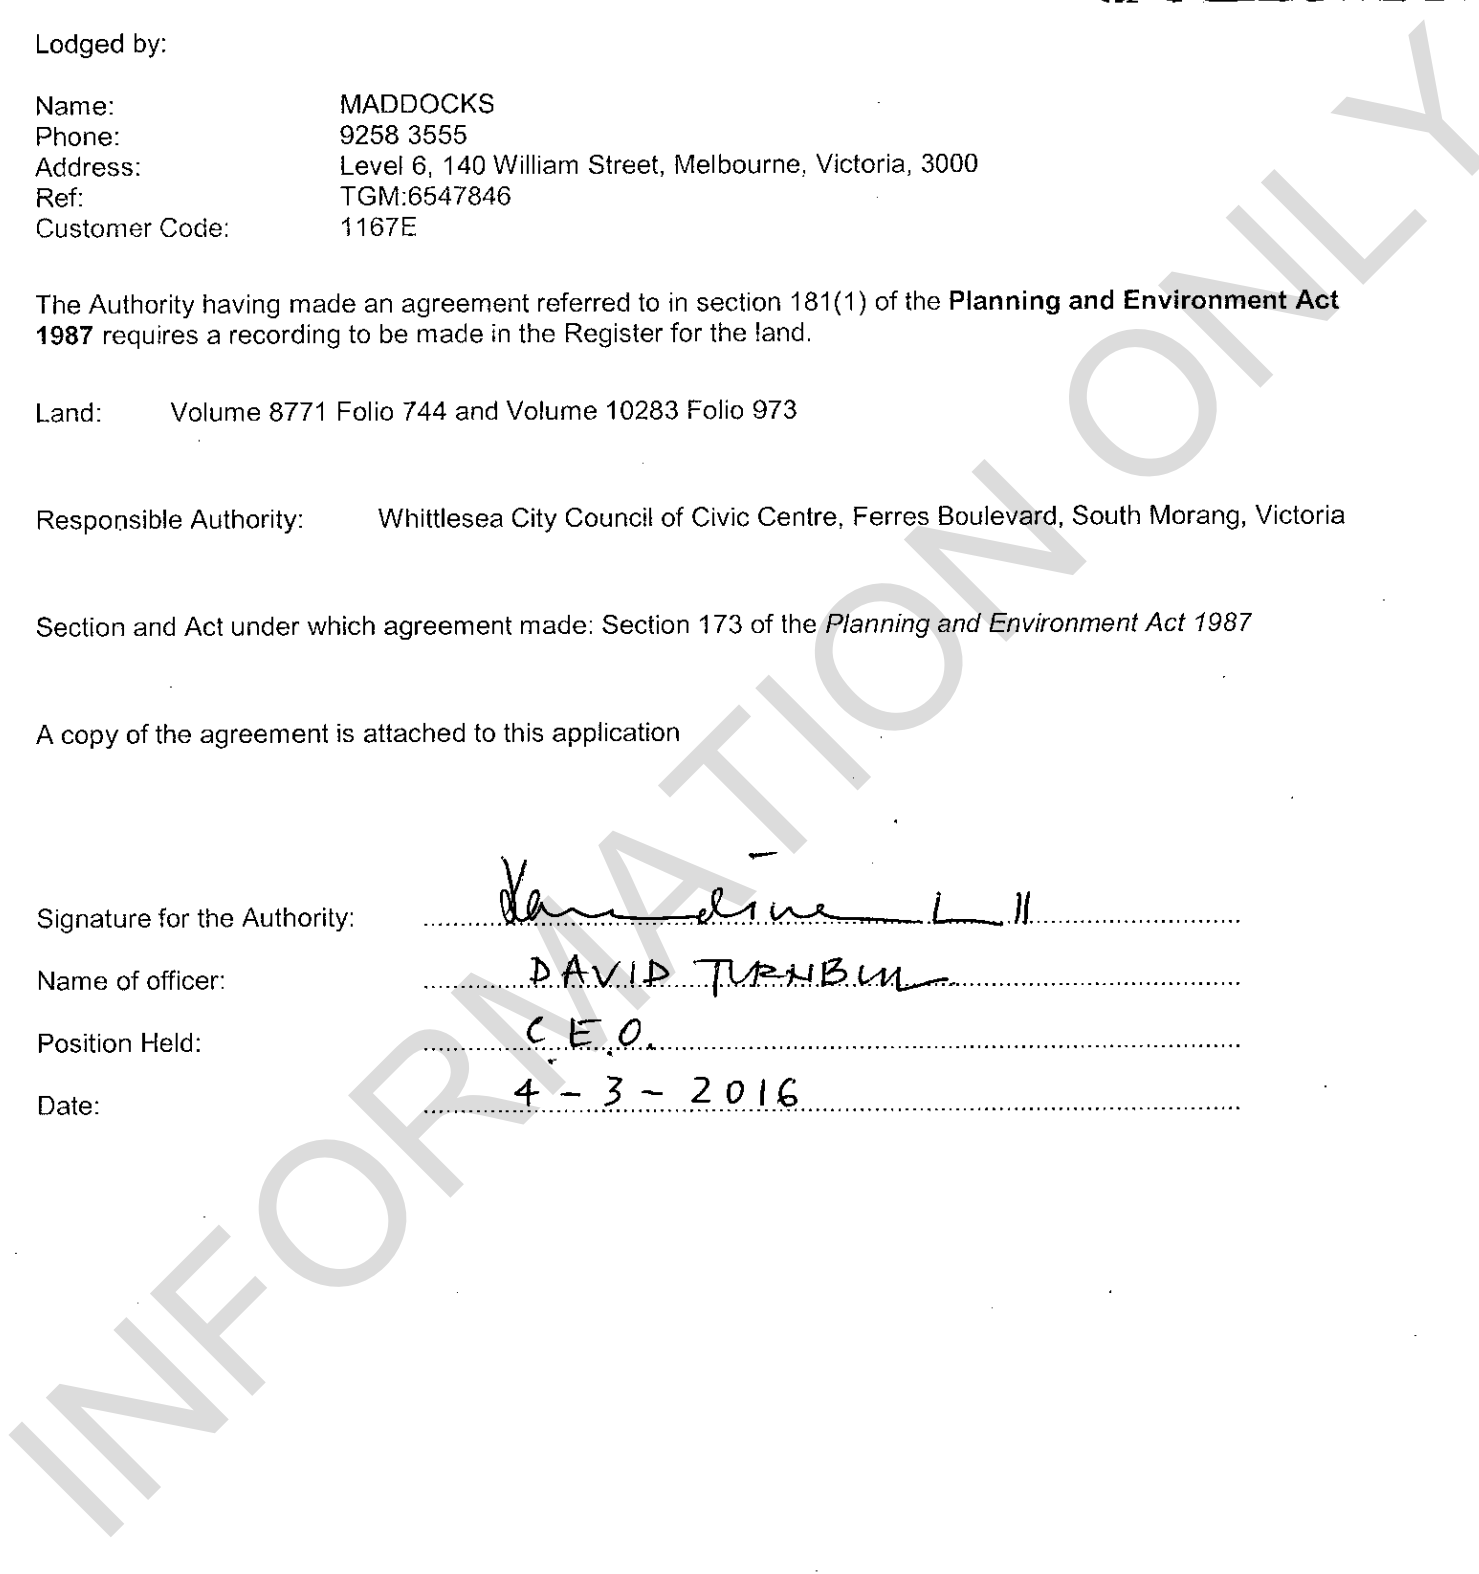 Lodged by:
Name: MADDOCKS
Phone: 9258 3555
Address: Level 6, 140 William Street, Melbourne, Victoria, 3000
Ref: TGM:6547846
Customer Code: 1167E
The Authority having made an agreement referred to in section 181(1) of the Planning and Environment Act
1987 requires a recording to be made in the Register for the land.
Land: Volume 8771 Folio 744 and Volume 10283 Folio 973
Responsible Authority: Whittlesea City Council of Civic Centre, Ferres Boulevard, South Morang, Victoria
Section and Act under which agreement made: Section 173 of the Planning and Environment Act 1987
A copy of the agreement is attached to this application
Signature for the Authority:
Name of officer: DAVID TURNBULL
Position Held: C.E.O.
Date: 4 - 3 - 2016
INFORMATION ONLY